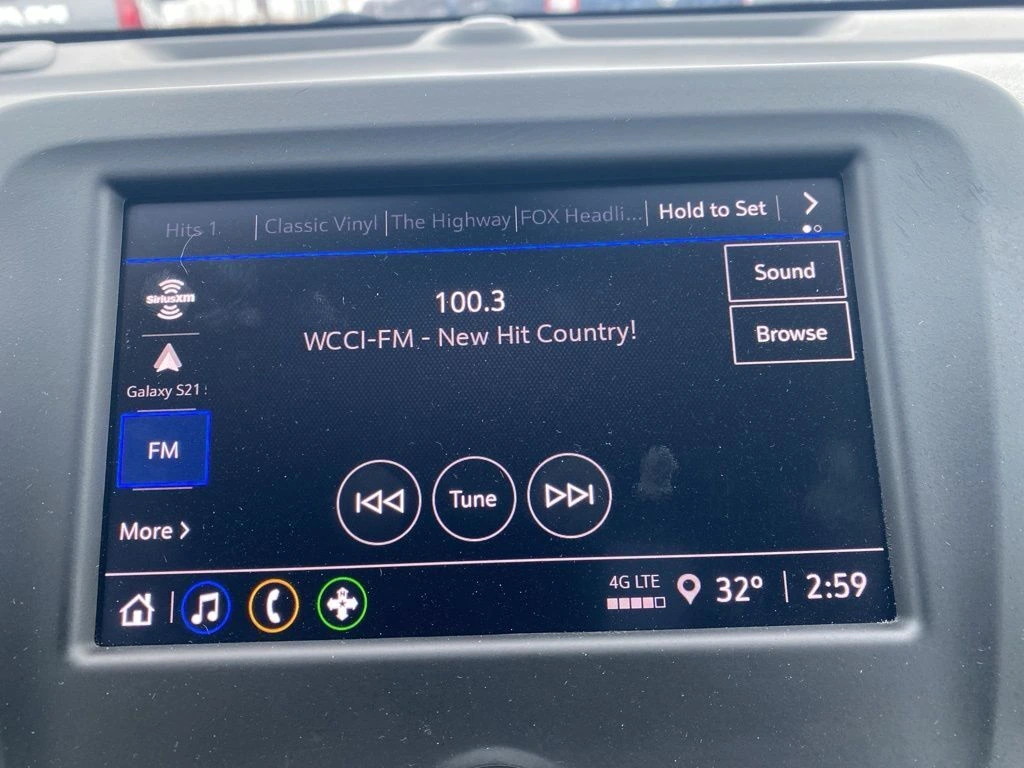 Hits 1 Classic Vinyl The Highway FOX Headli... Hold to Set
SiriusXM
100.3
Sound
WCCI-FM - New Hit Country!
Browse
Galaxy S21
FM
Tune
More
4G LTE
32° 2:59